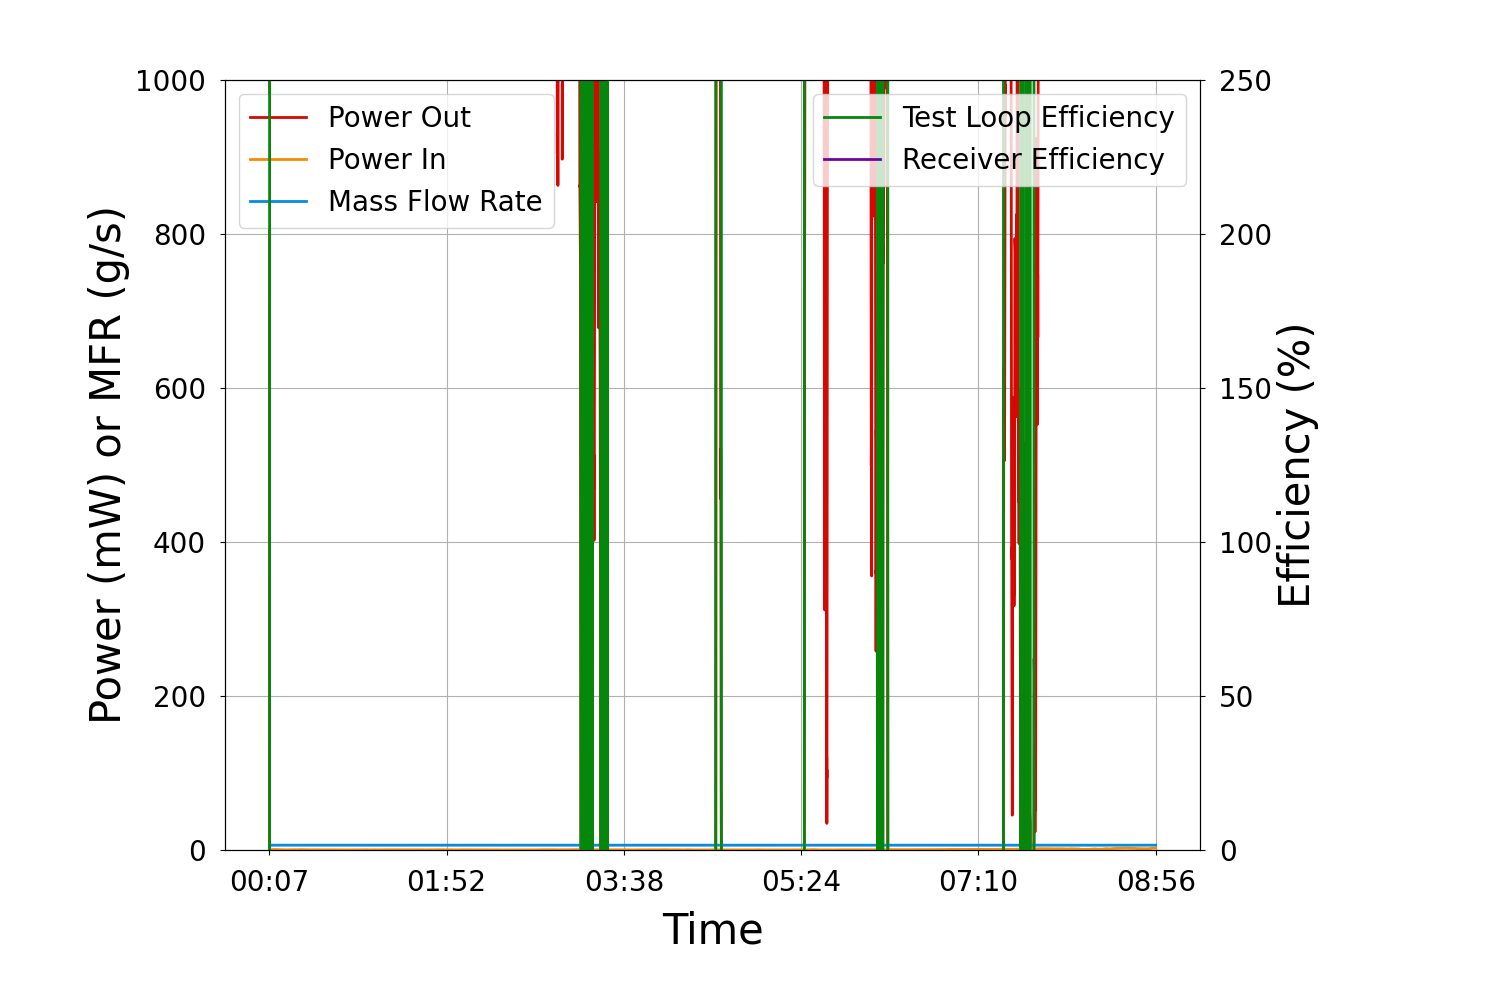 1000
800
600
400
200
0
Power (mW) or MFR (g/s)
Power Out
Power In
Mass Flow Rate
Test Loop Efficiency
Receiver Efficiency
250
200
150
100
50
0
Efficiency (%)
00:07 01:52 03:38 05:24 07:10 08:56
Time